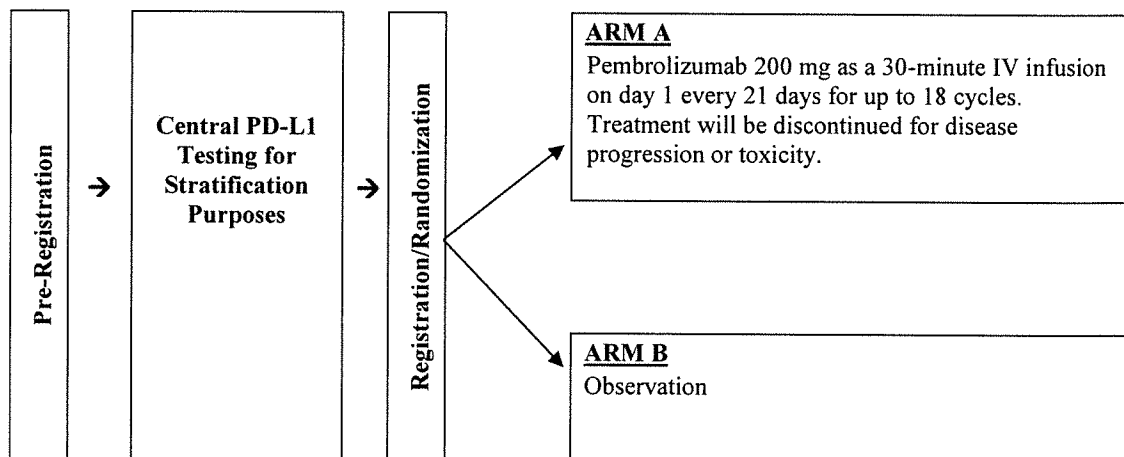 Pre-Registration
→
Central PD-L1
Testing for
Stratification
Purposes
→
Registration/Randomization
ARM A
Pembrolizumab 200 mg as a 30-minute IV infusion
on day 1 every 21 days for up to 18 cycles.
Treatment will be discontinued for disease
progression or toxicity.
ARM B
Observation